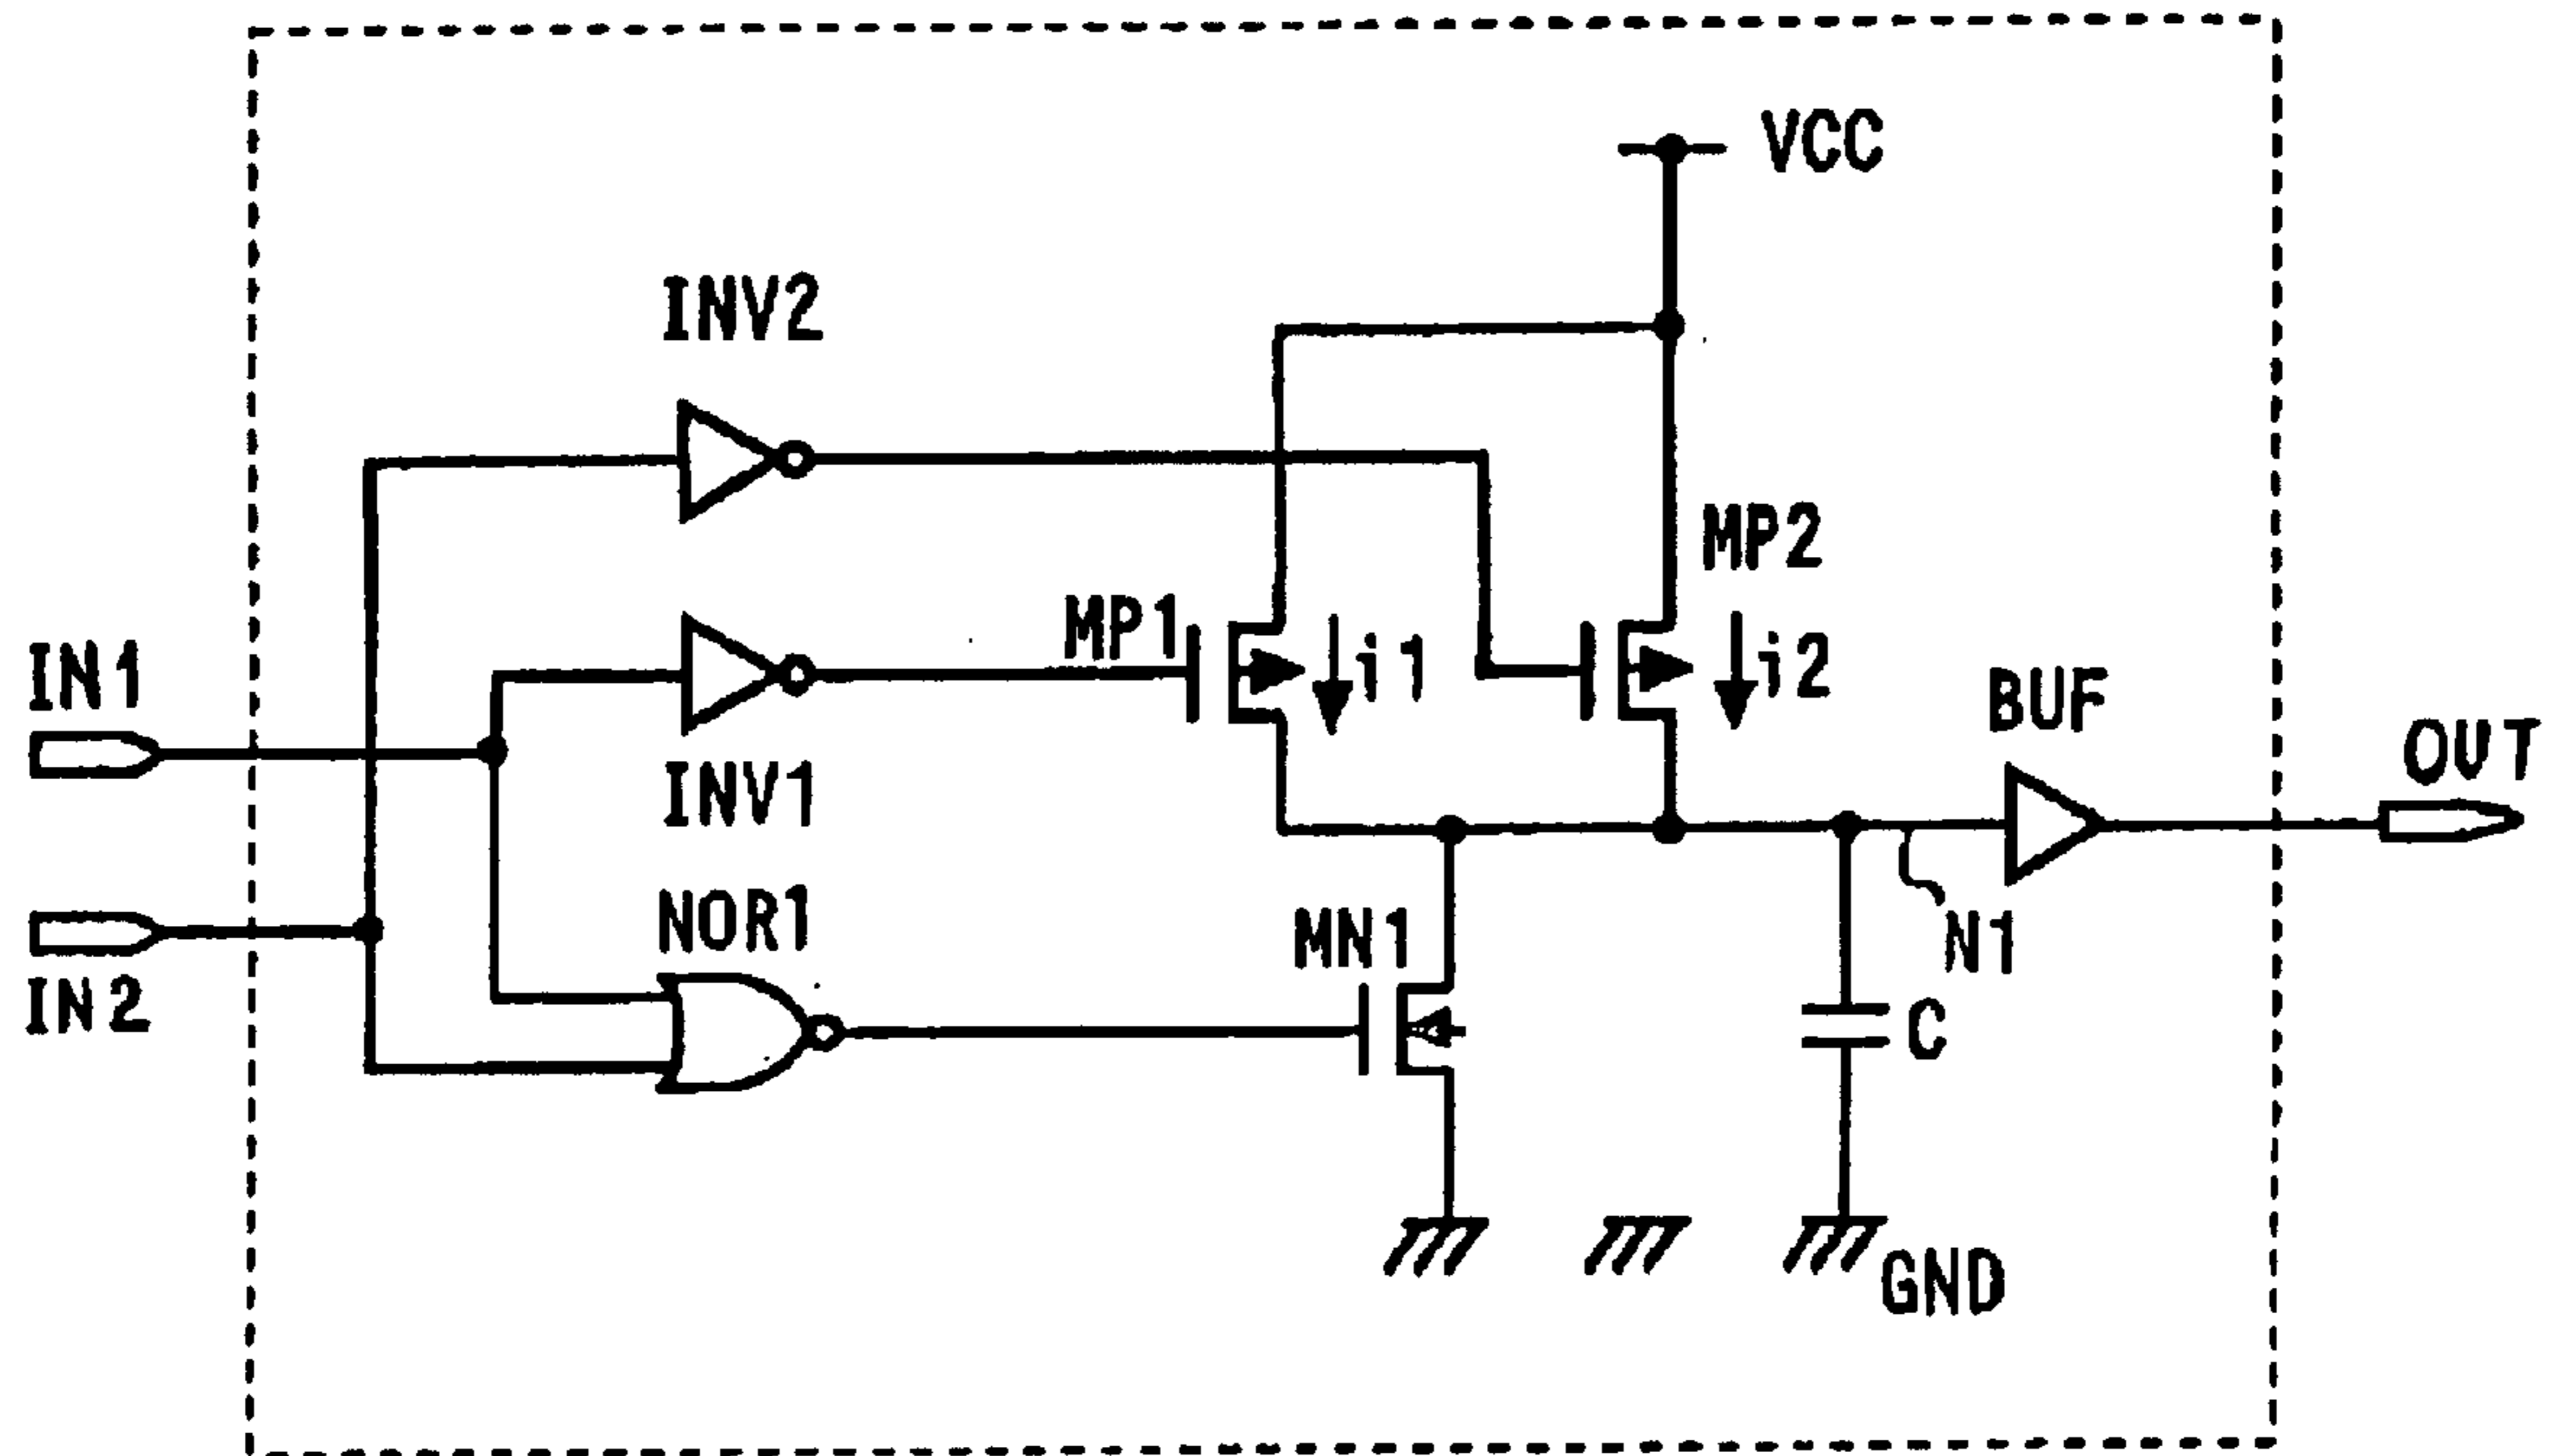 VCC
INV2
MP2
MP1
i1
i2
IN1
BUF
OUT
INV1
NOR1
MN1
N1
IN2
C
GND